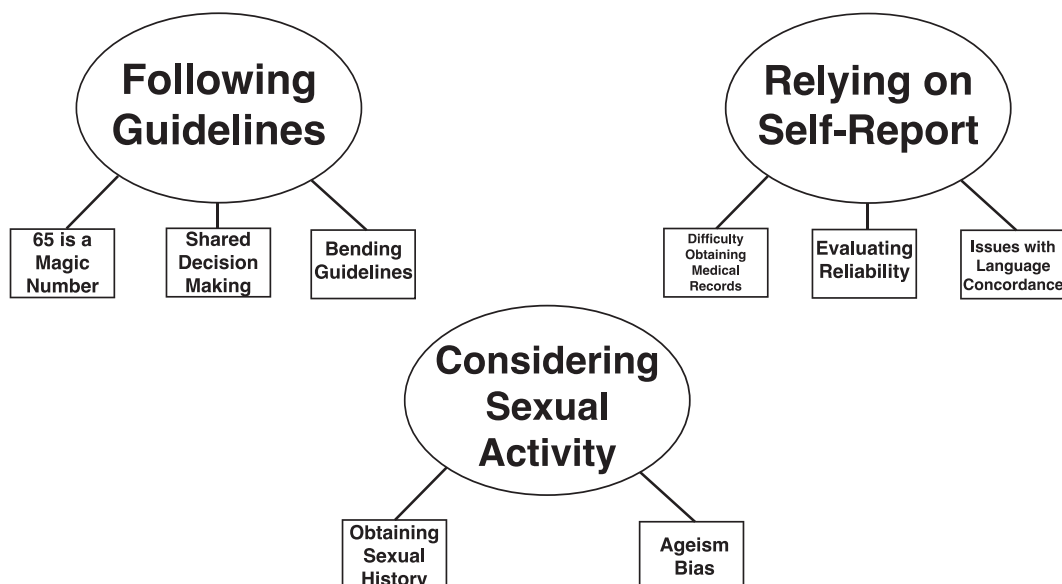 Following
Guidelines
65 is a
Magic
Number
Shared
Decision
Making
Bending
Guidelines
Relying on
Self-Report
Difficulty
Obtaining
Medical
Records
Evaluating
Reliability
Issues with
Language
Concordance
Considering
Sexual
Activity
Obtaining
Sexual
History
Ageism
Bias